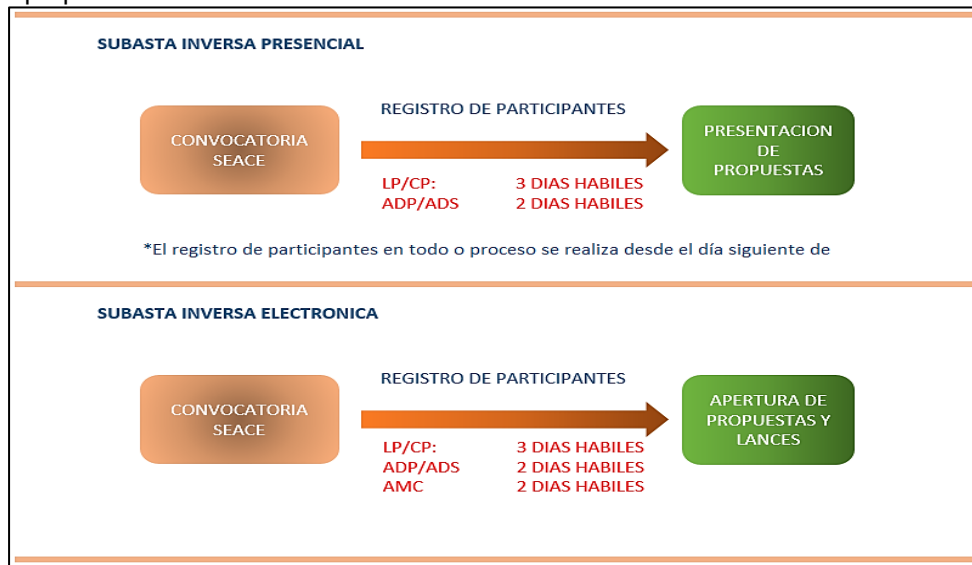 SUBASTA INVERSA PRESENCIAL
REGISTRO DE PARTICIPANTES
CONVOCATORIA
SEACE
PRESENTACION
DE
PROPUESTAS
LP/CP: 3 DIAS HABILES
ADP/ADS 2 DIAS HABILES
*El registro de participantes en todo o proceso se realiza desde el día siguiente de
SUBASTA INVERSA ELECTRONICA
REGISTRO DE PARTICIPANTES
CONVOCATORIA
SEACE
APERTURA DE
PROPUESTAS Y
LANCES
LP/CP: 3 DIAS HABILES
ADP/ADS 2 DIAS HABILES
AMC 2 DIAS HABILES